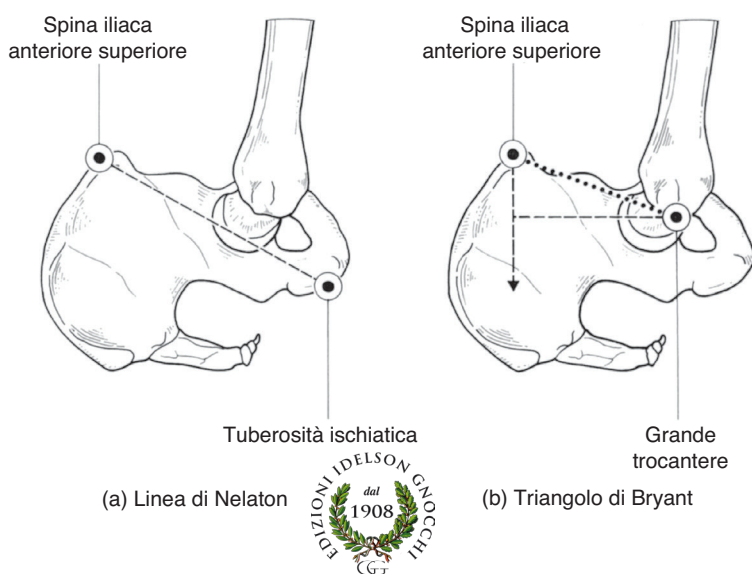 Spina iliaca
anteriore superiore
Spina iliaca
anteriore superiore
Tuberosità ischiatica
Grande
trocantere
(a) Linea di Nelaton
(b) Triangolo di Bryant
EDIZIONI IDELSON GNOCCHI
dal
1908